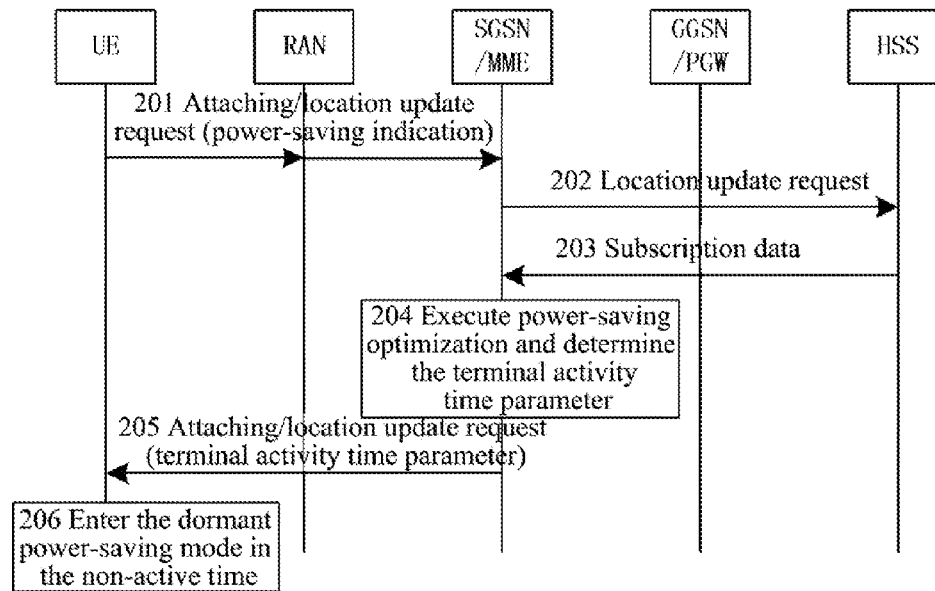 UE
RAN
SGSN
/MME
GGSN
/PGW
HSS
201 Attaching/location update
request (power-saving indication)
202 Location update request
203 Subscription data
204 Execute power-saving
optimization and determine
the terminal activity
time parameter
205 Attaching/location update request
(terminal activity time parameter)
206 Enter the dormant
power-saving mode in
the non-active time